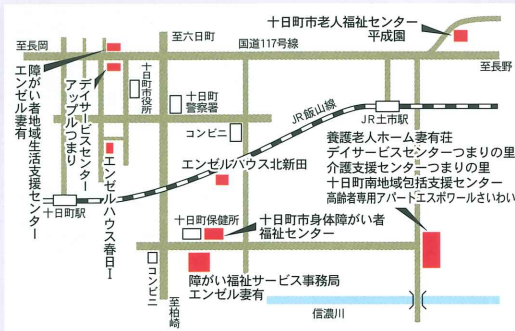 十日町市老人福祉センター
平成園
至長岡
至六日町
国道117号線
至長野
障がい者地域生活支援センター
エンゼル妻有
デイサービスセンター
アップルつまり
十日町市役所
十日町
警察署
コンビニ
JR飯山線
JR土市駅
エンゼルハウス春日Ⅰ
エンゼルハウス北新田
養護老人ホーム妻有荘
デイサービスセンターつまりの里
介護支援センターつまりの里
十日町南地域包括支援センター
高齢者専用アパートエスポワールさいわい
十日町駅
十日町保健所
十日町市身体障がい者
福祉センター
コンビニ
至柏崎
障がい福祉サービス事務局
エンゼル妻有
信濃川